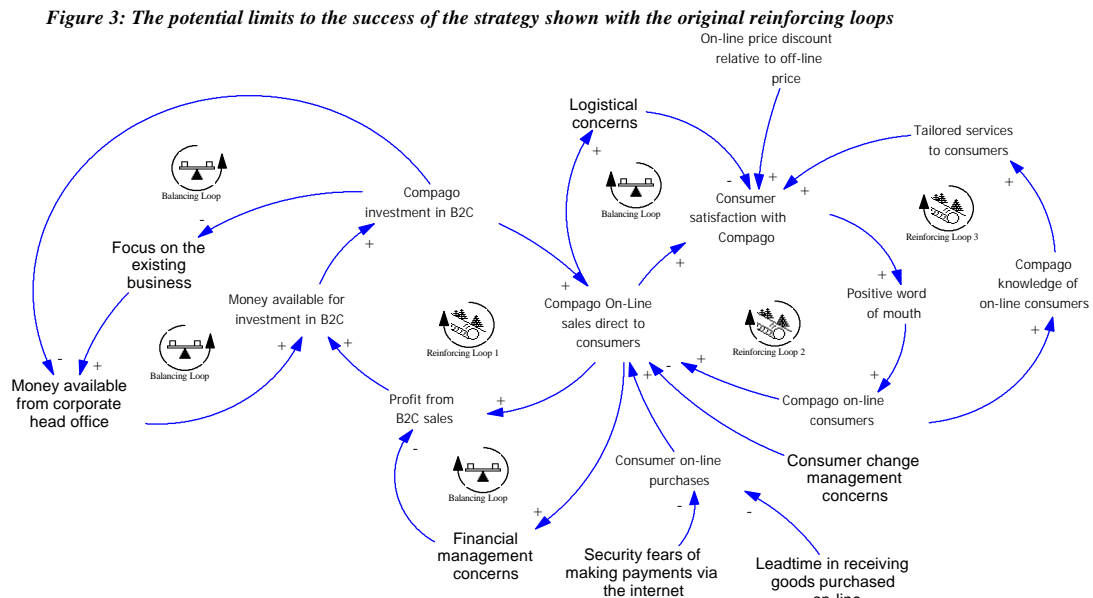 Figure 3: The potential limits to the success of the strategy shown with the original reinforcing loops
On-line price discount
relative to off-line
price
Logistical
concerns
+
Balancing Loop
Tailored services
to consumers
+
Balancing Loop
-
Compago
investment in B2C
+
-
+
+
Consumer
satisfaction with
Compago
+
Reinforcing Loop 3
Focus on the
existing
business
Money available for
investment in B2C
+
+
Compago On-Line
sales direct to
consumers
+
Positive word
of mouth
+
Compago
knowledge of
on-line consumers
+
Balancing Loop
Reinforcing Loop 1
Reinforcing Loop 2
-
+
Money available
from corporate
head office
+
-
+
+
Profit from
B2C sales
+
Compago on-line
consumers
-
Balancing Loop
Consumer on-line
purchases
Consumer change
management
concerns
+
-
-
Financial
management
concerns
Security fears of
making payments via
the internet
Leadtime in receiving
goods purchased